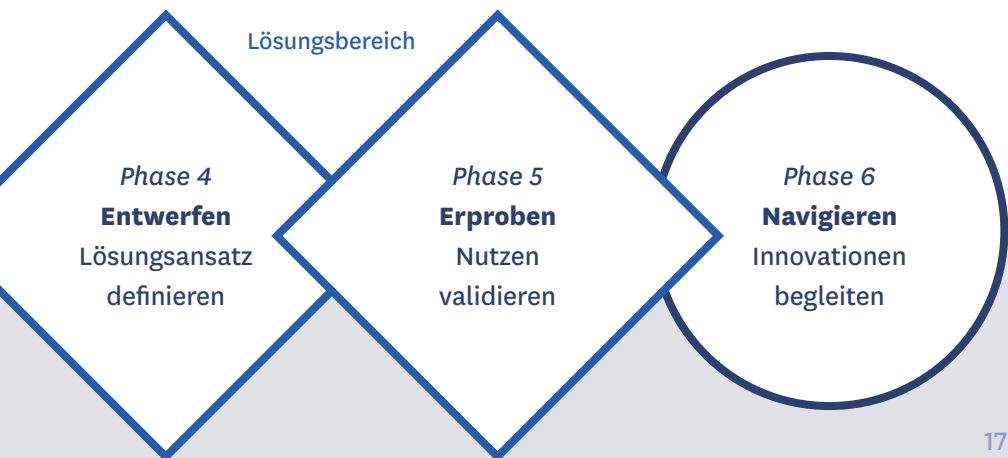 Lösungsbereich
Phase 4
Entwerfen
Lösungsansatz
definieren
Phase 5
Erproben
Nutzen
validieren
Phase 6
Navigieren
Innovationen
begleiten
17